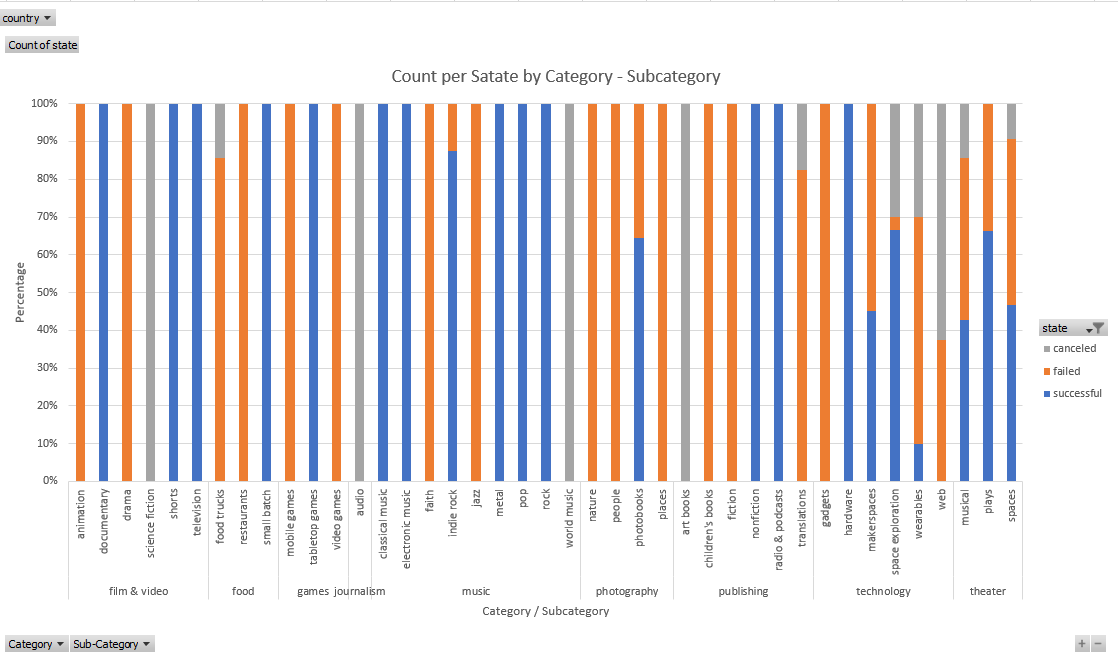 country
Count of state
Count per Satate by Category - Subcategory
100%
90%
80%
70%
60%
50%
40%
30%
20%
10%
0%
Percentage
animation
documentary
drama
science fiction
shorts
television
food trucks
restaurants
small batch
mobile games
tabletop games
video games
audio
classical music
electronic music
faith
indie rock
jazz
metal
pop
rock
world music
nature
people
photobooks
places
art books
children's books
fiction
nonfiction
radio & podcasts
translations
gadgets
hardware
makerspaces
space exploration
wearables
web
musical
plays
spaces
film & video
food
games
journalism
music
photography
publishing
technology
theater
Category / Subcategory
state
canceled
failed
successful
Category
Sub-Category
+
−